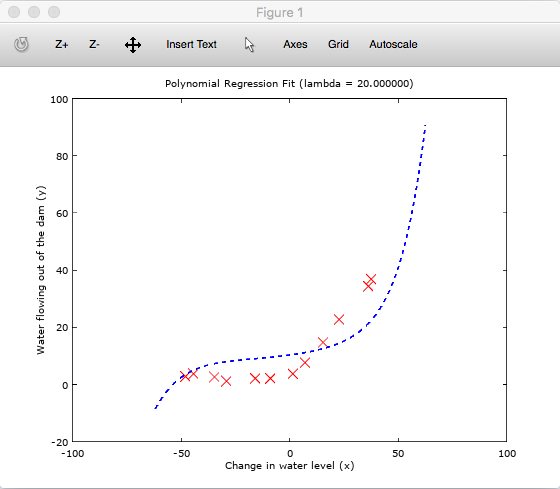 Figure 1
Z+ Z- Insert Text Axes Grid Autoscale
Polynomial Regression Fit (lambda = 20.000000)
100
80
60
40
20
0
-20
Water flowing out of the dam (y)
-100 -50 0 50 100
Change in water level (x)